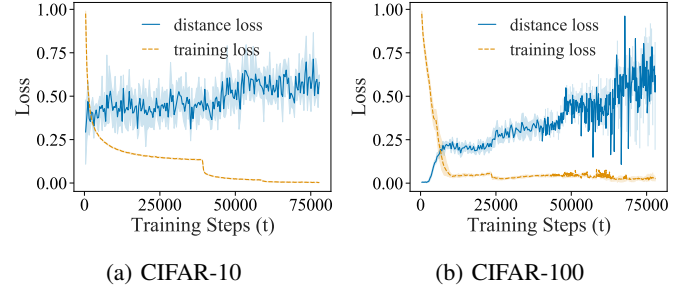 1.00
0.75
0.50
0.25
0.00
Loss
distance loss
training loss
0
25000
50000
75000
Training Steps (t)
(a) CIFAR-10
1.00
0.75
0.50
0.25
0.00
Loss
distance loss
training loss
0
25000
50000
75000
Training Steps (t)
(b) CIFAR-100